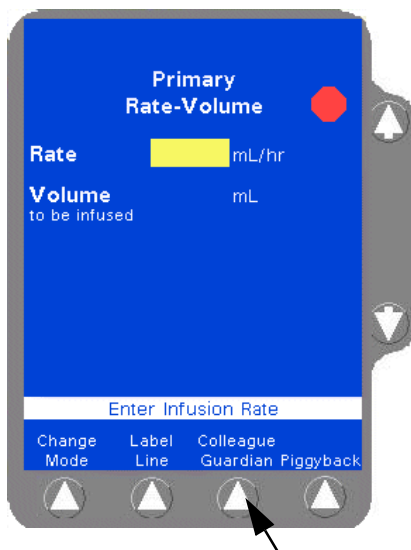 Primary
Rate-Volume
Rate mL/hr
Volume mL
to be infused
Enter Infusion Rate
Change Label Colleague
Mode Line Guardian Piggyback